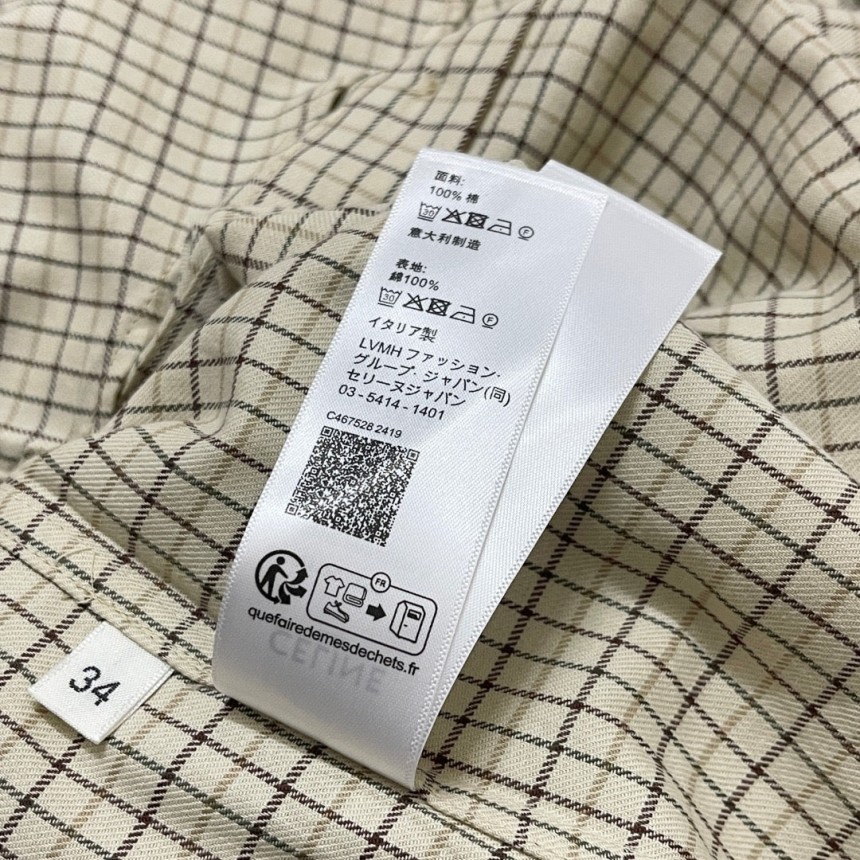 面料:
100% 棉
30 F
意大利制造
表地:
綿100%
30 F
イタリア製
LVMH ファッション・
グループ・ジャパン(同)
セリーヌジャパン
03-5414-1401
C467528 2419
FR
quefairedemesdechets.fr
CELINE
34